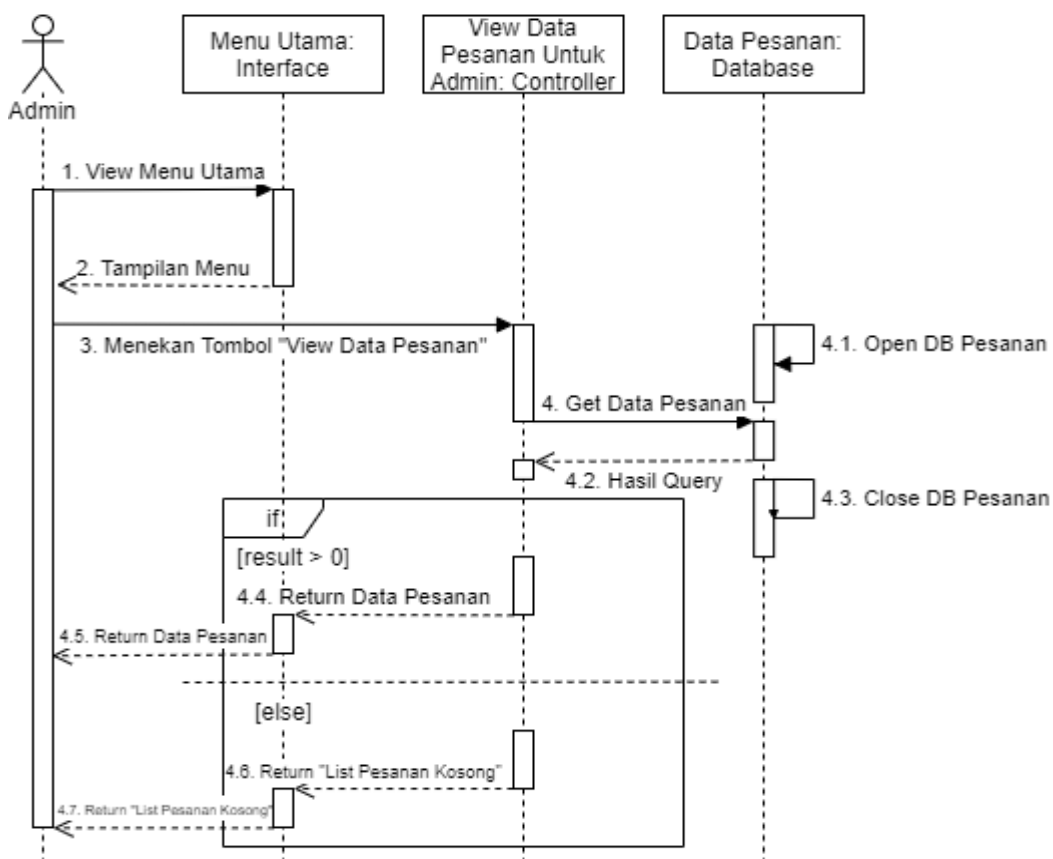 Admin
Menu Utama:
Interface
View Data
Pesanan Untuk
Admin: Controller
Data Pesanan:
Database
1. View Menu Utama
2. Tampilan Menu
3. Menekan Tombol "View Data Pesanan"
4.1. Open DB Pesanan
4. Get Data Pesanan
4.2. Hasil Query
4.3. Close DB Pesanan
if
[result > 0]
4.4. Return Data Pesanan
4.5. Return Data Pesanan
[else]
4.6. Return "List Pesanan Kosong"
4.7. Return "List Pesanan Kosong"